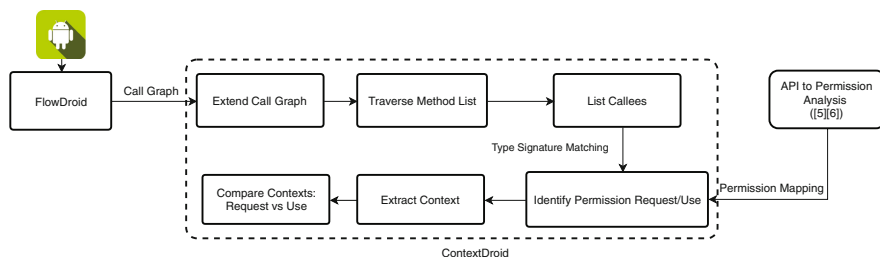 FlowDroid
Call Graph
Extend Call Graph
Traverse Method List
List Callees
API to Permission
Analysis
([5][6])
Type Signature Matching
Compare Contexts:
Request vs Use
Extract Context
Identify Permission Request/Use
Permission Mapping
ContextDroid